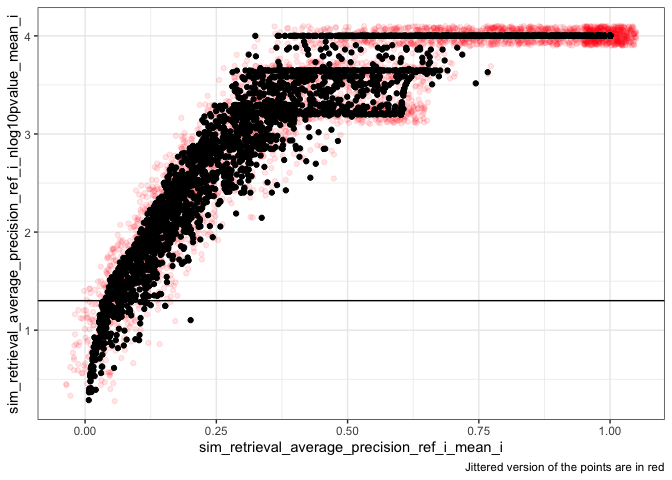 sim_retrieval_average_precision_ref_i_nlog10pvalue_mean_i
4
3
2
1
0.00 0.25 0.50 0.75 1.00
sim_retrieval_average_precision_ref_i_mean_i
Jittered version of the points are in red